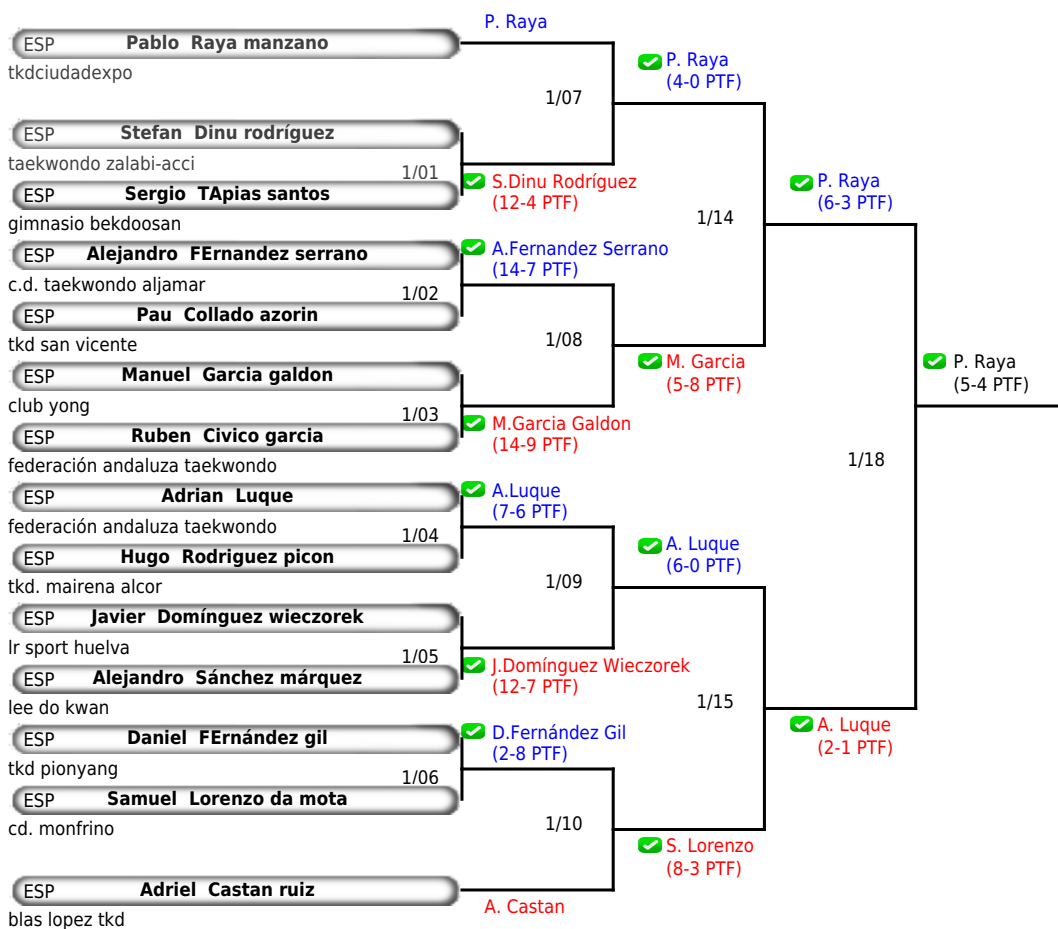 P. Raya
ESP Pablo Raya manzano
tkdciudadexpo
P. Raya
(4-0 PTF)
1/07
ESP Stefan Dinu rodríguez
taekwondo zalabi-acci
1/01
ESP Sergio TApias santos
gimnasio bekdoosan
S.Dinu Rodríguez
(12-4 PTF)
P. Raya
(6-3 PTF)
1/14
ESP Alejandro FErnandez serrano
c.d. taekwondo aljamar
A.Fernandez Serrano
(14-7 PTF)
1/02
ESP Pau Collado azorin
tkd san vicente
1/08
M. Garcia
(5-8 PTF)
P. Raya
(5-4 PTF)
ESP Manuel Garcia galdon
club yong
1/03
ESP Ruben Civico garcia
federación andaluza taekwondo
M.Garcia Galdon
(14-9 PTF)
1/18
ESP Adrian Luque
federación andaluza taekwondo
A.Luque
(7-6 PTF)
1/04
ESP Hugo Rodriguez picon
tkd. mairena alcor
A. Luque
(6-0 PTF)
1/09
ESP Javier Domínguez wieczorek
lr sport huelva
1/05
ESP Alejandro Sánchez márquez
lee do kwan
J.Domínguez Wieczorek
(12-7 PTF)
1/15
A. Luque
(2-1 PTF)
ESP Daniel FErnández gil
tkd pionyang
D.Fernández Gil
(2-8 PTF)
1/06
ESP Samuel Lorenzo da mota
cd. monfrino
1/10
S. Lorenzo
(8-3 PTF)
ESP Adriel Castan ruiz
blas lopez tkd
A. Castan